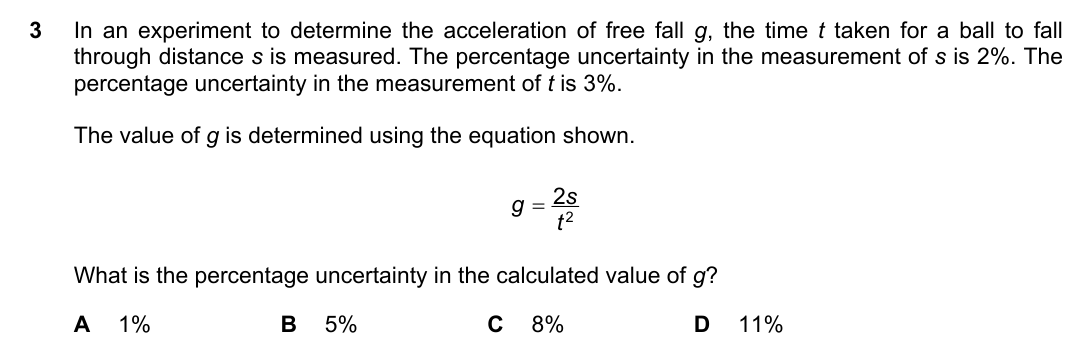 3 In an experiment to determine the acceleration of free fall g, the time t taken for a ball to fall
through distance s is measured. The percentage uncertainty in the measurement of s is 2%. The
percentage uncertainty in the measurement of t is 3%.
The value of g is determined using the equation shown.
g = 2s/t²
What is the percentage uncertainty in the calculated value of g?
A 1% B 5% C 8% D 11%